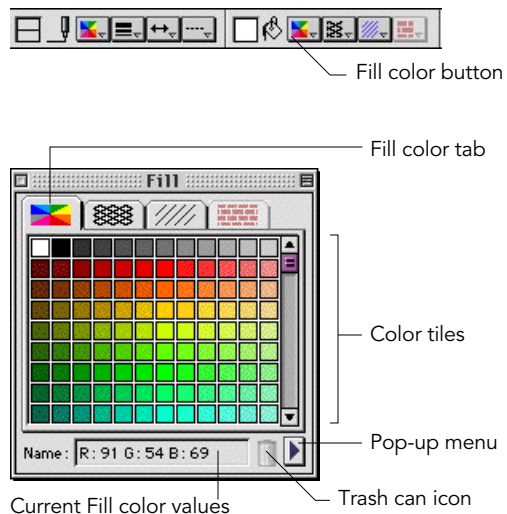 Fill color button
Fill color tab
Fill
Color tiles
Name: R: 91 G: 54 B: 69
Pop-up menu
Trash can icon
Current Fill color values